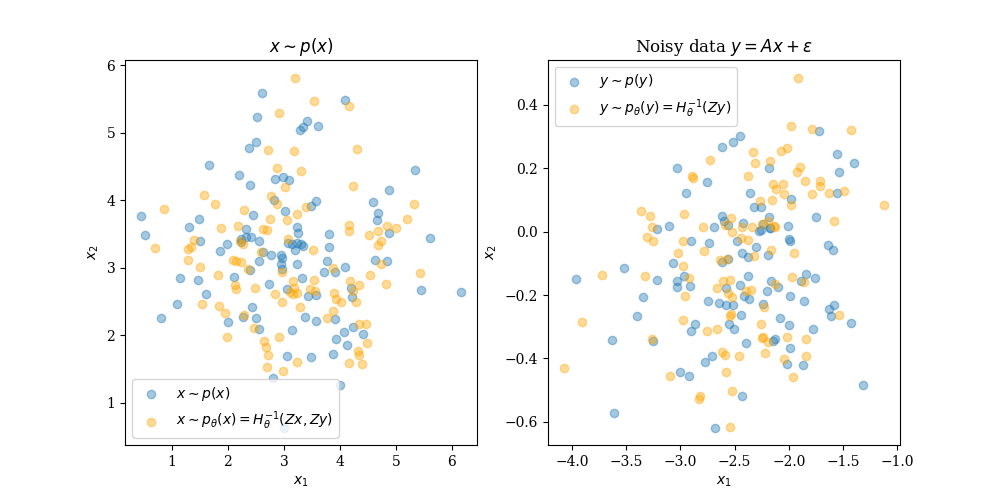 x ∼ p(x)
6
5
4
3
2
1
x₂
1 2 3 4 5 6
x₁
x ∼ p(x)
x ∼ p_θ(x) = H_θ^{-1}(Zx, Zy)
Noisy data y = Ax + ε
0.4
0.2
0.0
−0.2
−0.4
−0.6
x₂
−4.0 −3.5 −3.0 −2.5 −2.0 −1.5 −1.0
x₁
y ∼ p(y)
y ∼ p_θ(y) = H_θ^{-1}(Zy)